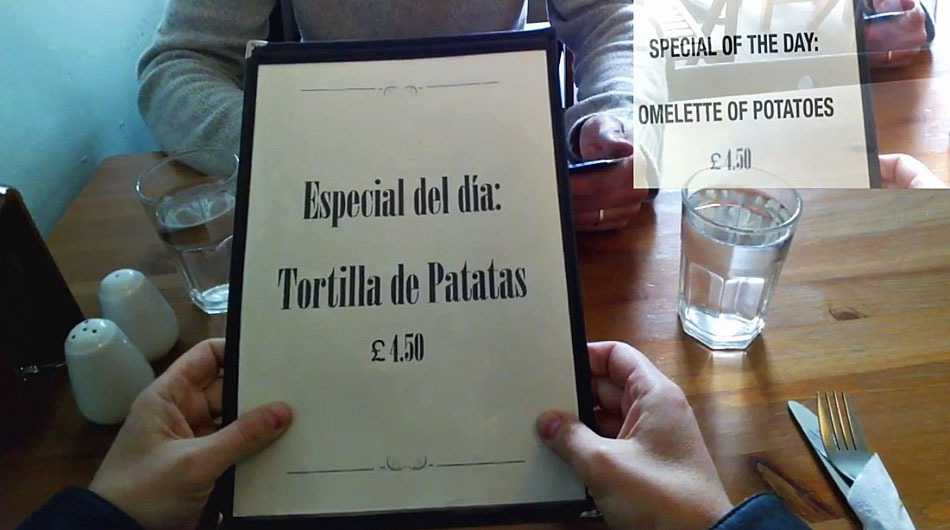 Especial del día:
Tortilla de Patatas
£4.50
SPECIAL OF THE DAY:
OMELETTE OF POTATOES
£4.50